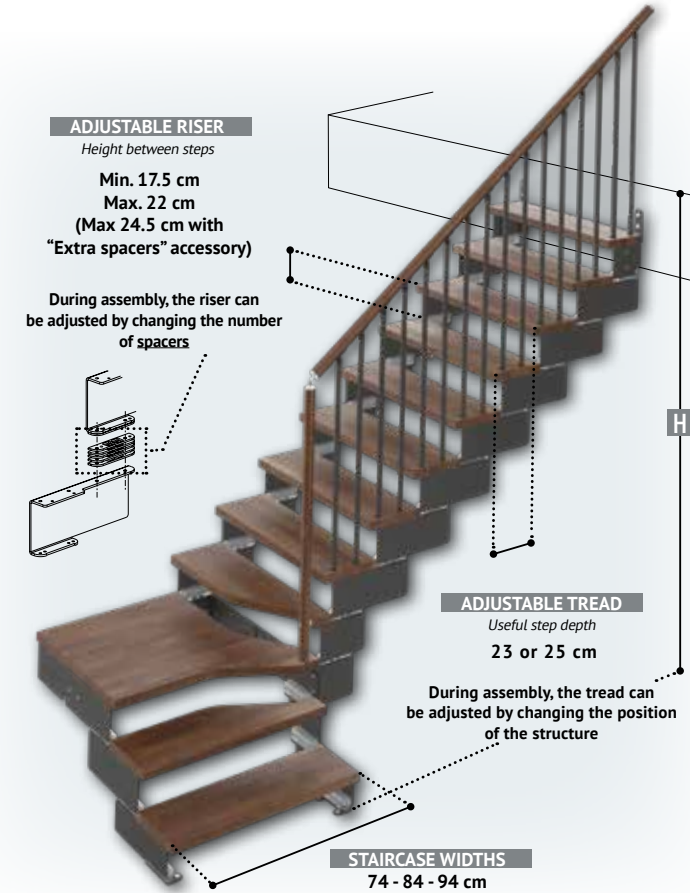 ADJUSTABLE RISER
Height between steps
Min. 17.5 cm
Max. 22 cm
(Max 24.5 cm with
“Extra spacers” accessory)
During assembly, the riser can
be adjusted by changing the number
of spacers
H
ADJUSTABLE TREAD
Useful step depth
23 or 25 cm
During assembly, the tread can
be adjusted by changing the position
of the structure
STAIRCASE WIDTHS
74 - 84 - 94 cm